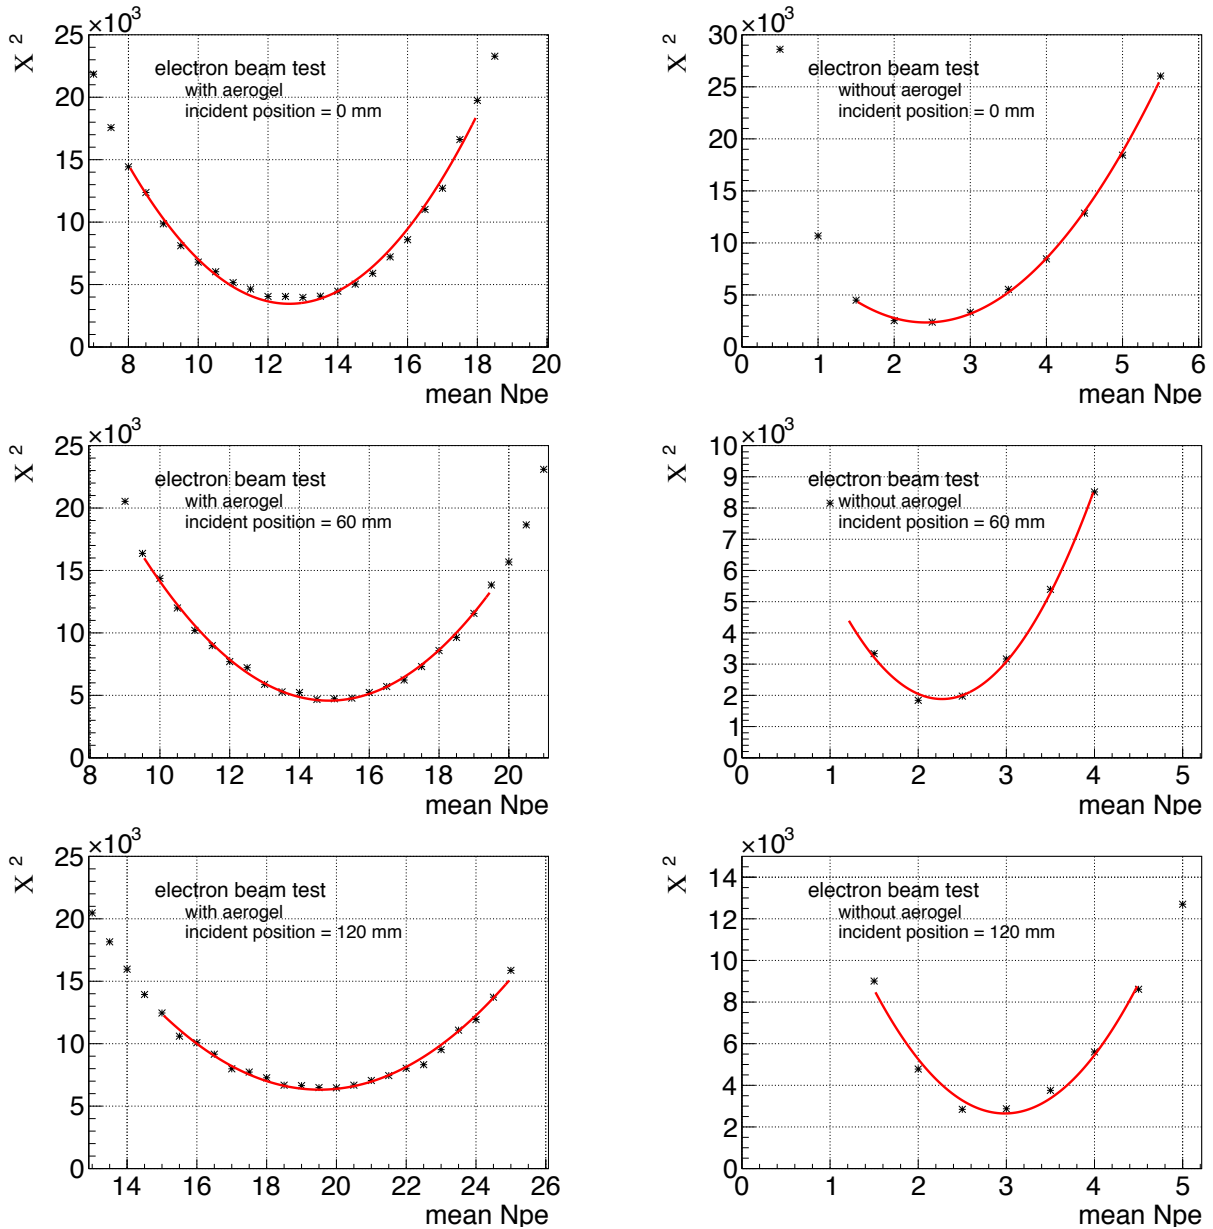 ×10³
25
20
15
10
5
0
χ ²
electron beam test
with aerogel
incident position = 0 mm
8 10 12 14 16 18 20
mean Npe
×10³
30
25
20
15
10
5
0
χ ²
electron beam test
without aerogel
incident position = 0 mm
0 1 2 3 4 5 6
mean Npe
×10³
25
20
15
10
5
0
χ ²
electron beam test
with aerogel
incident position = 60 mm
8 10 12 14 16 18 20
mean Npe
×10³
10
9
8
7
6
5
4
3
2
1
0
χ ²
electron beam test
without aerogel
incident position = 60 mm
0 1 2 3 4 5
mean Npe
×10³
25
20
15
10
5
0
χ ²
electron beam test
with aerogel
incident position = 120 mm
14 16 18 20 22 24 26
mean Npe
×10³
14
12
10
8
6
4
2
0
χ ²
electron beam test
without aerogel
incident position = 120 mm
0 1 2 3 4 5
mean Npe